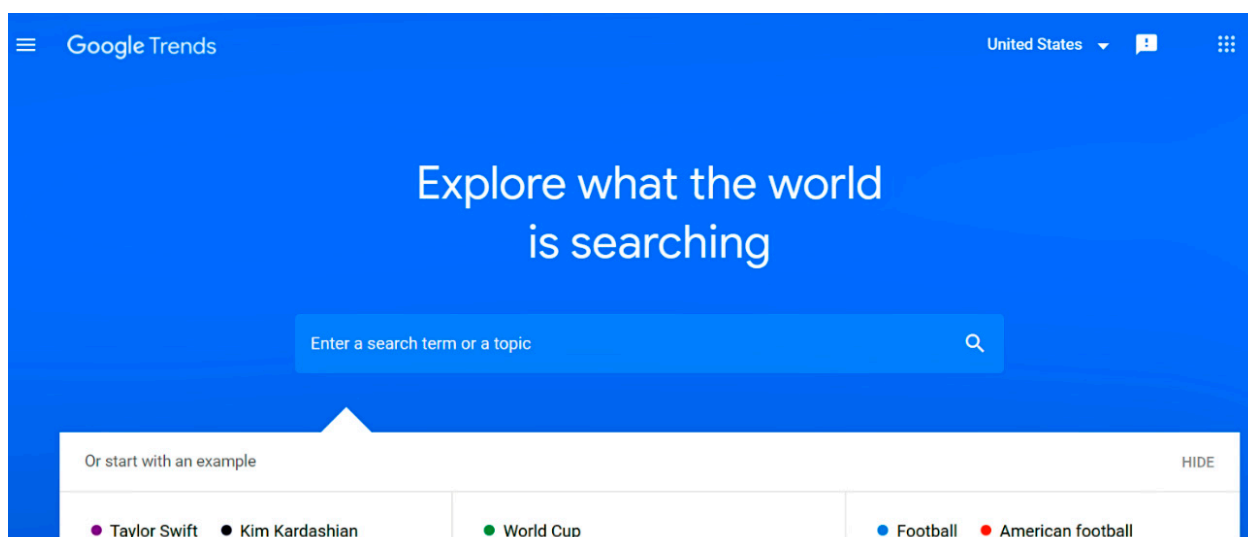 Google Trends
United States
Explore what the world
is searching
Enter a search term or a topic
Or start with an example
HIDE
Taylor Swift Kim Kardashian
World Cup
Football American football